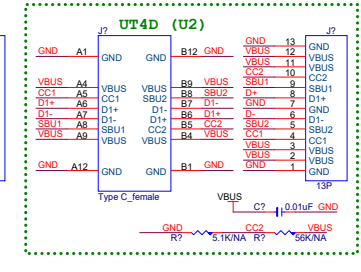 UT4D (U2)
J? J?
GND A1 GND GND B12 GND
VBUS A4 VBUS VBUS B9 VBUS
CC1 A5 CC1 SBU2 B8 SBU2
D1+ A6 D1+ D1- B7 D1-
D1- A7 D1- D1+ B6 D1+
SBU1 A8 SBU1 CC2 B5 CC2
VBUS A9 VBUS VBUS B4 VBUS
GND A12 GND GND B1 GND
Type C_female
GND 13 GND
VBUS 12 VBUS
VBUS 11 VBUS
CC2 10 CC2
SBU1 9 SBU1
D+ 8 D1+
GND 7 GND
D- 6 D1-
SBU2 5 SBU2
CC1 4 CC1
VBUS 3 VBUS
VBUS 2 VBUS
GND 1 GND
13P
VBUS
C? 0.01uF GND
GND CC2 VBUS
R? 5.1K/NA R? 56K/NA